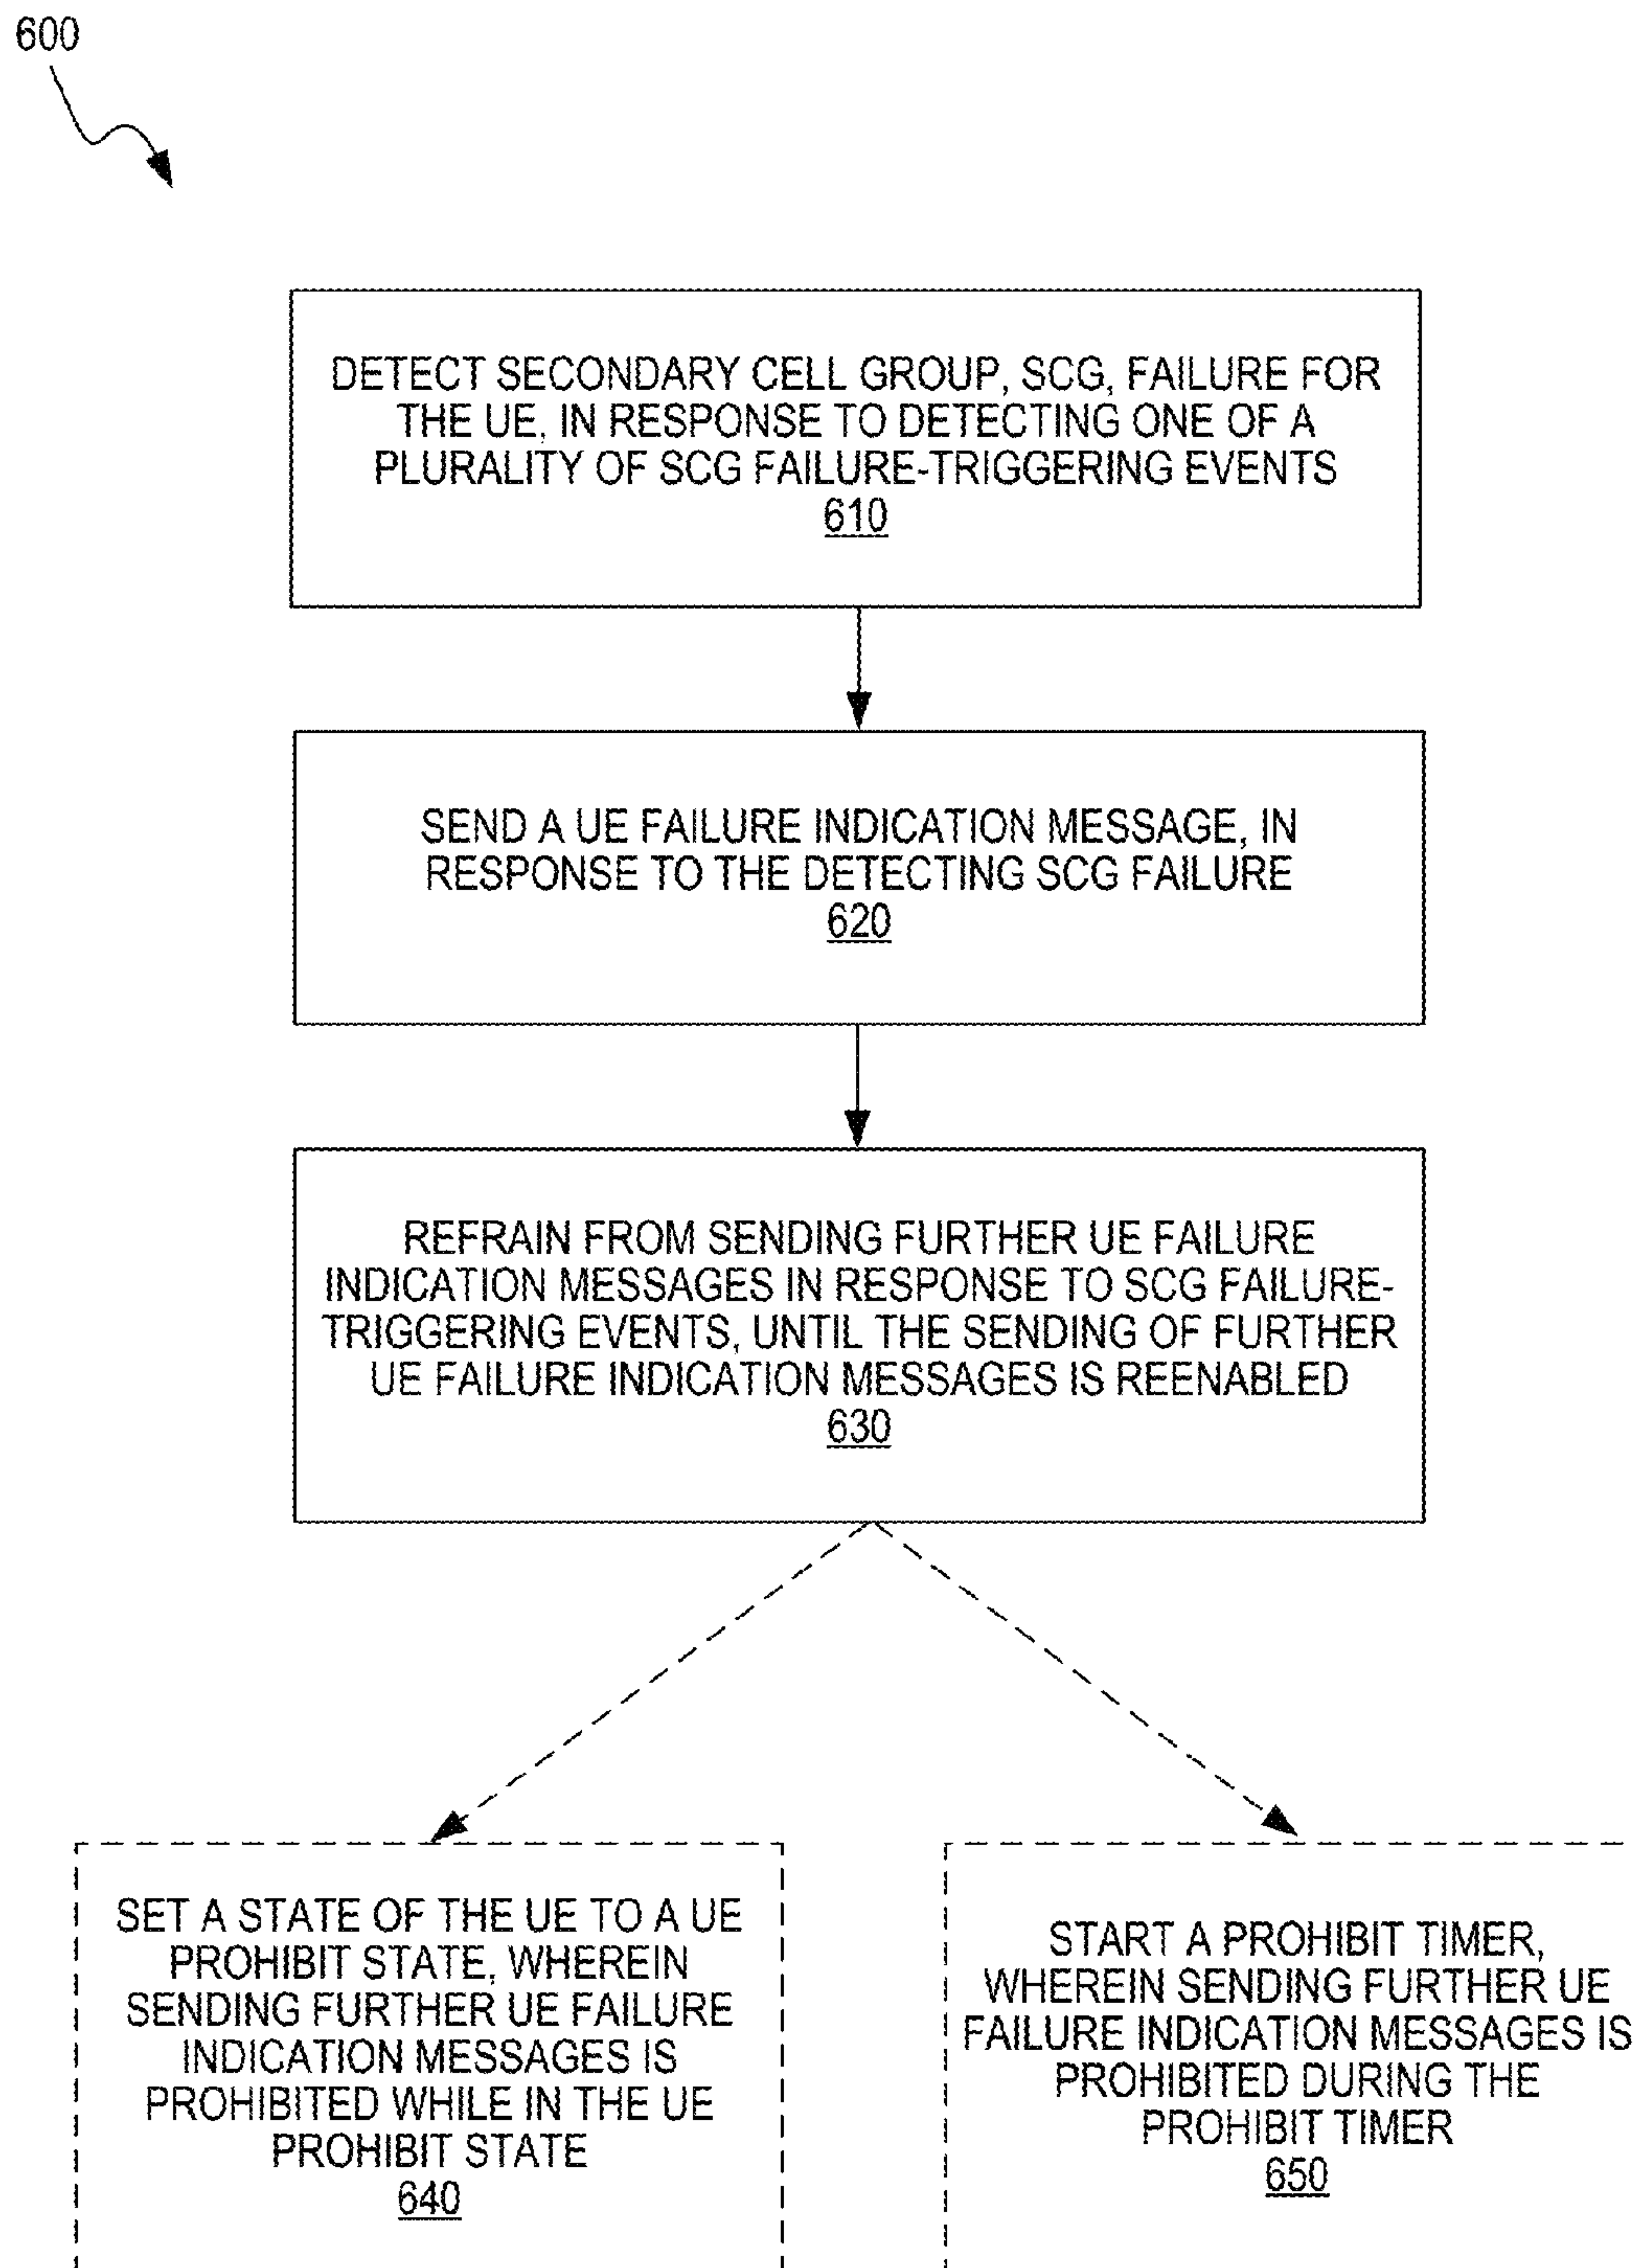 600
DETECT SECONDARY CELL GROUP, SCG, FAILURE FOR
THE UE, IN RESPONSE TO DETECTING ONE OF A
PLURALITY OF SCG FAILURE-TRIGGERING EVENTS
610
SEND A UE FAILURE INDICATION MESSAGE, IN
RESPONSE TO THE DETECTING SCG FAILURE
620
REFRAIN FROM SENDING FURTHER UE FAILURE
INDICATION MESSAGES IN RESPONSE TO SCG FAILURE-
TRIGGERING EVENTS, UNTIL THE SENDING OF FURTHER
UE FAILURE INDICATION MESSAGES IS REENABLED
630
SET A STATE OF THE UE TO A UE
PROHIBIT STATE, WHEREIN
SENDING FURTHER UE FAILURE
INDICATION MESSAGES IS
PROHIBITED WHILE IN THE UE
PROHIBIT STATE
640
START A PROHIBIT TIMER,
WHEREIN SENDING FURTHER UE
FAILURE INDICATION MESSAGES IS
PROHIBITED DURING THE
PROHIBIT TIMER
650